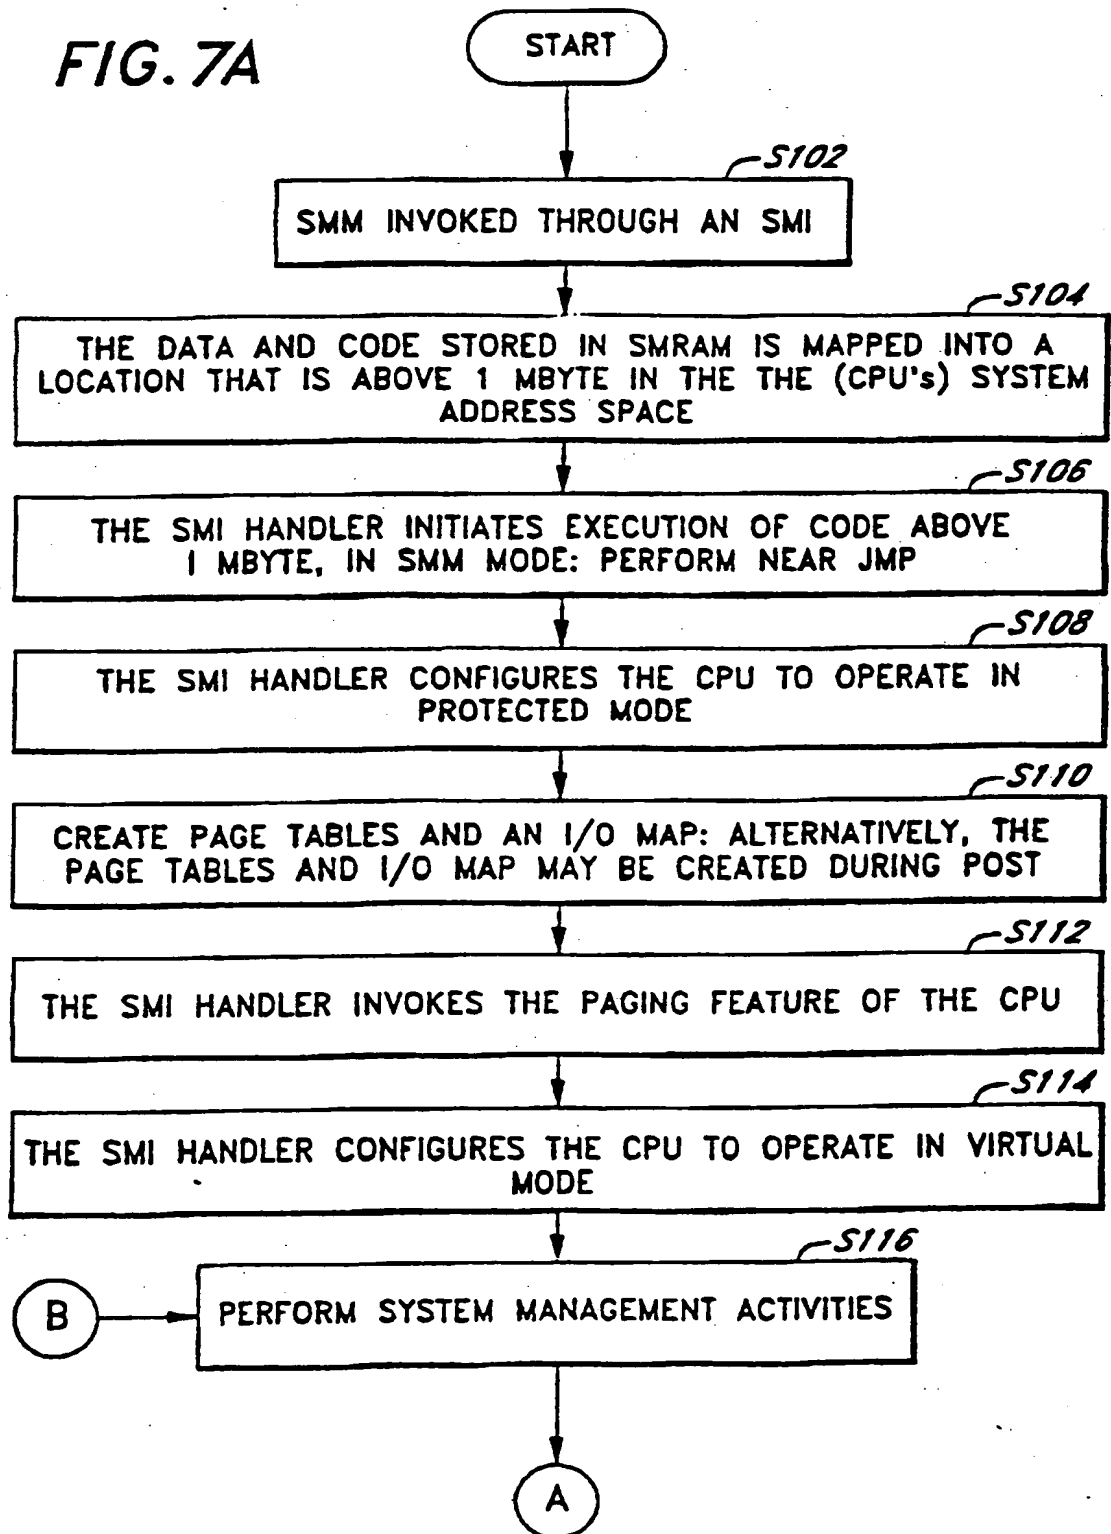 FIG. 7A
START
S102
SMM INVOKED THROUGH AN SMI
S104
THE DATA AND CODE STORED IN SMRAM IS MAPPED INTO A
LOCATION THAT IS ABOVE 1 MBYTE IN THE THE (CPU's) SYSTEM
ADDRESS SPACE
S106
THE SMI HANDLER INITIATES EXECUTION OF CODE ABOVE
1 MBYTE, IN SMM MODE: PERFORM NEAR JMP
S108
THE SMI HANDLER CONFIGURES THE CPU TO OPERATE IN
PROTECTED MODE
S110
CREATE PAGE TABLES AND AN I/O MAP: ALTERNATIVELY, THE
PAGE TABLES AND I/O MAP MAY BE CREATED DURING POST
S112
THE SMI HANDLER INVOKES THE PAGING FEATURE OF THE CPU
S114
THE SMI HANDLER CONFIGURES THE CPU TO OPERATE IN VIRTUAL
MODE
S116
B
PERFORM SYSTEM MANAGEMENT ACTIVITIES
A